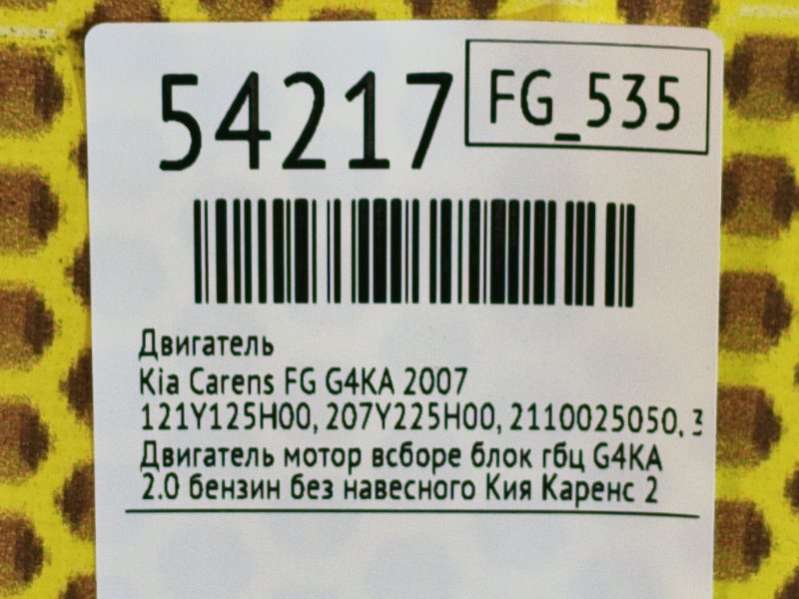 54217
FG_535
Двигатель
Kia Carens FG G4KA 2007
121Y125H00, 207Y225H00, 2110025050, 3
Двигатель мотор всборе блок гбц G4KA
2.0 бензин без навесного Кия Каренс 2